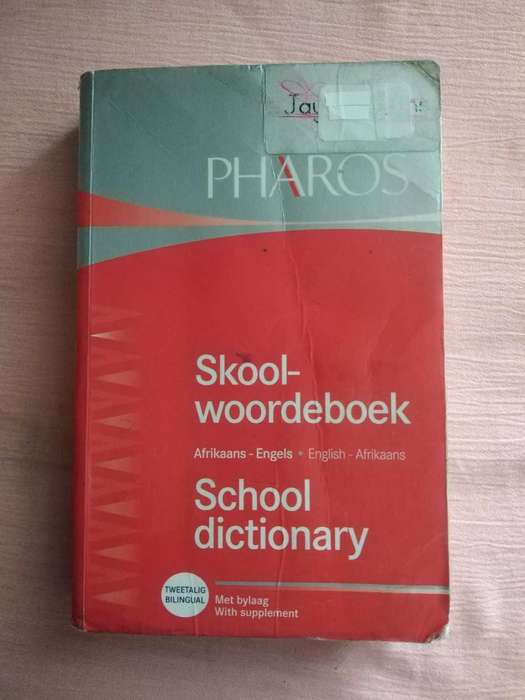 PHAROS
Skool-
woordeboek
Afrikaans - Engels • English - Afrikaans
School
dictionary
TWEETALIG
BILINGUAL
Met bylaag
With supplement